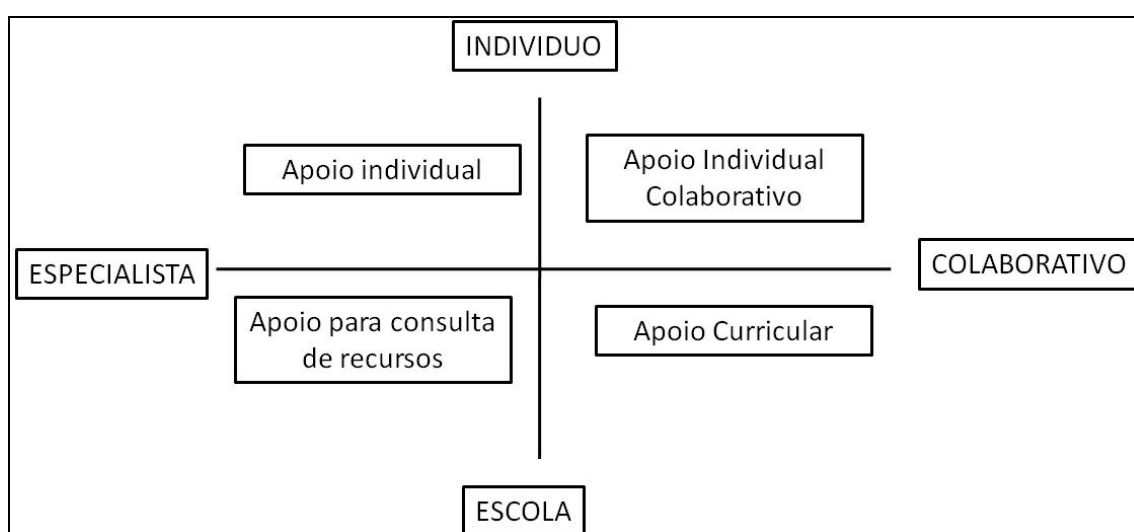 INDIVIDUO
Apoio individual
Apoio Individual
Colaborativo
ESPECIALISTA
COLABORATIVO
Apoio para consulta
de recursos
Apoio Curricular
ESCOLA